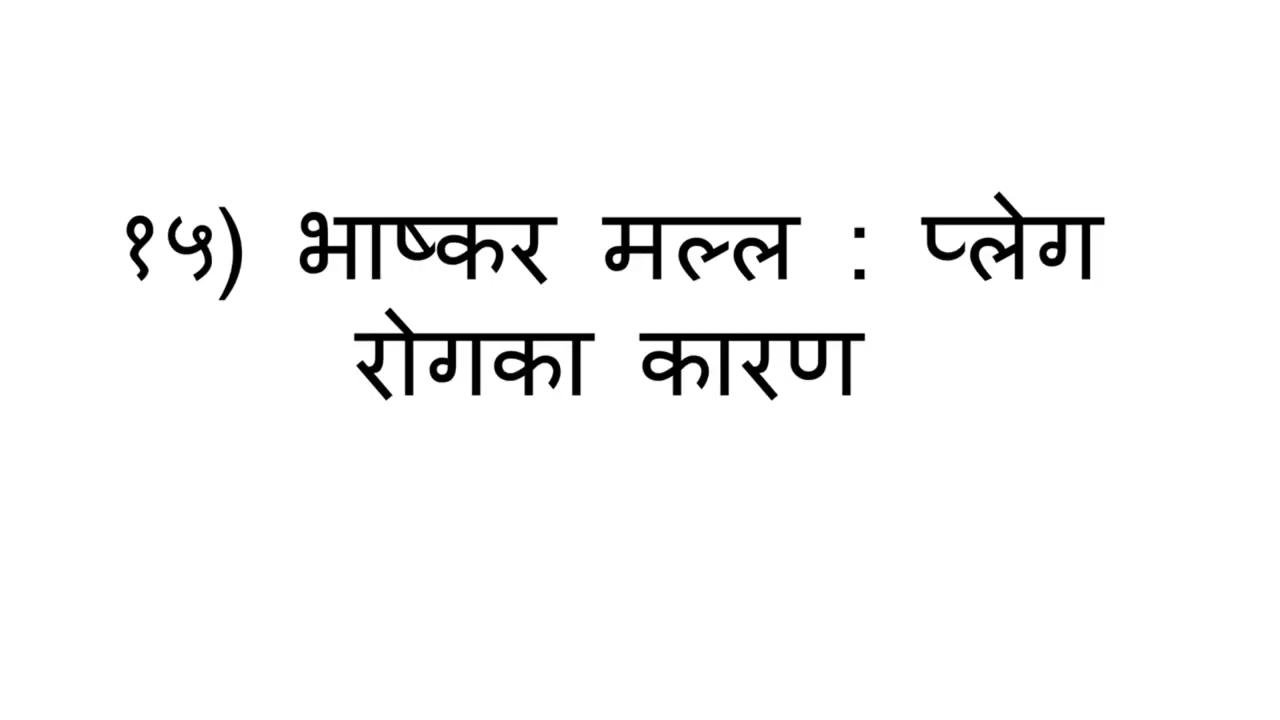 १५) भाष्कर मल्ल : प्लेग
रोगका कारण